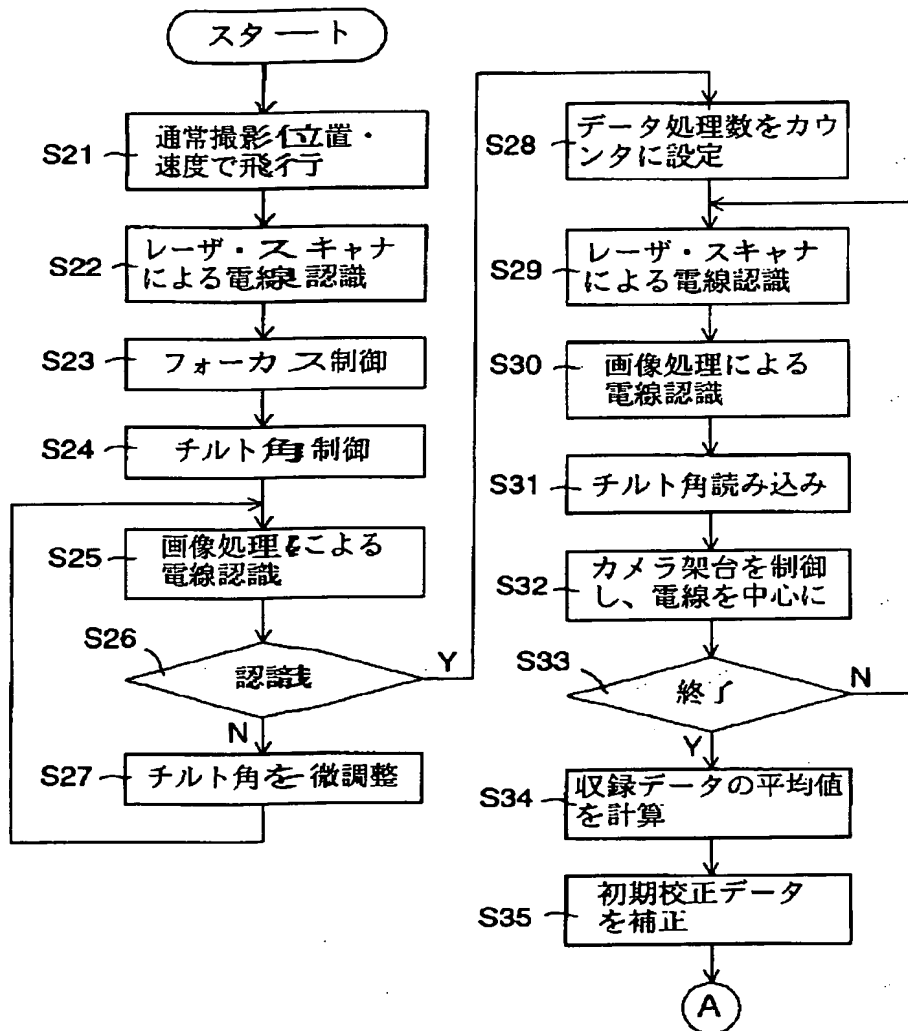 スタート
S21
通常撮影位置・
速度で飛行
S22
レーザ・スキャナ
による電線認識
S23
フォーカス制御
S24
チルト角制御
S25
画像処理による
電線認識
S26
認識
Y
N
S27
チルト角を微調整
S28
データ処理数をカウ
ンタに設定
S29
レーザ・スキャナ
による電線認識
S30
画像処理による
電線認識
S31
チルト角読み込み
S32
カメラ架台を制御
し、電線を中心に
S33
終了
N
Y
S34
収録データの平均値
を計算
S35
初期校正データ
を補正
A